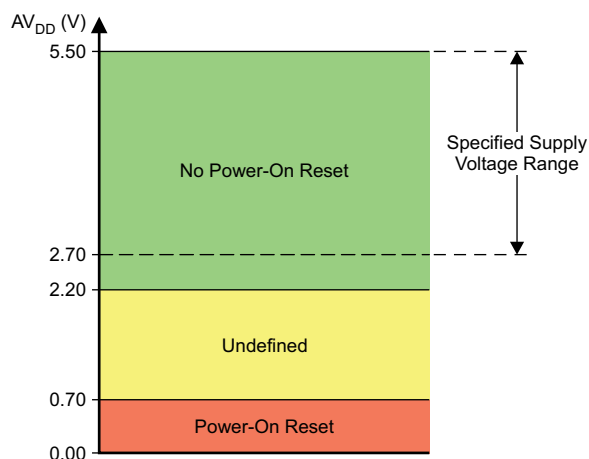 AV_DD (V)
5.50
Specified Supply
Voltage Range
No Power-On Reset
2.70
2.20
Undefined
0.70
Power-On Reset
0.00